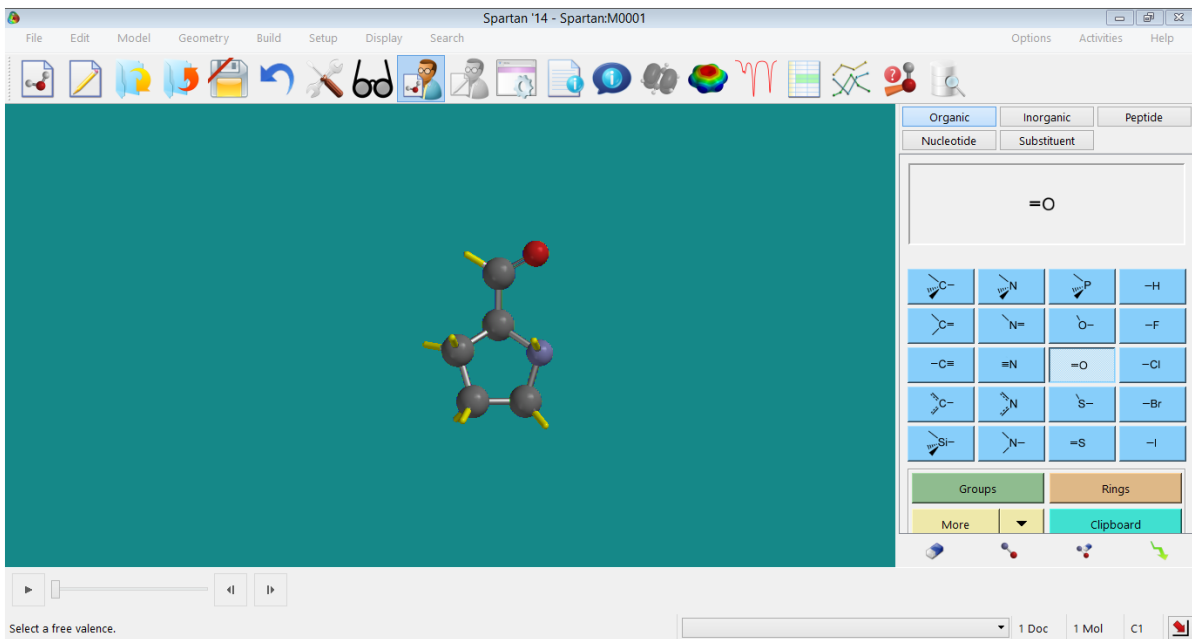 Spartan '14 - Spartan:M0001
File Edit Model Geometry Build Setup Display Search Options Activities Help
Organic Inorganic Peptide
Nucleotide Substituent
=O
C- N P -H
C= N= O- -F
-C≡ ≡N =O -Cl
C- N S- -Br
Si- N- =S -I
Groups Rings
More Clipboard
Select a free valence.
1 Doc 1 Mol C1